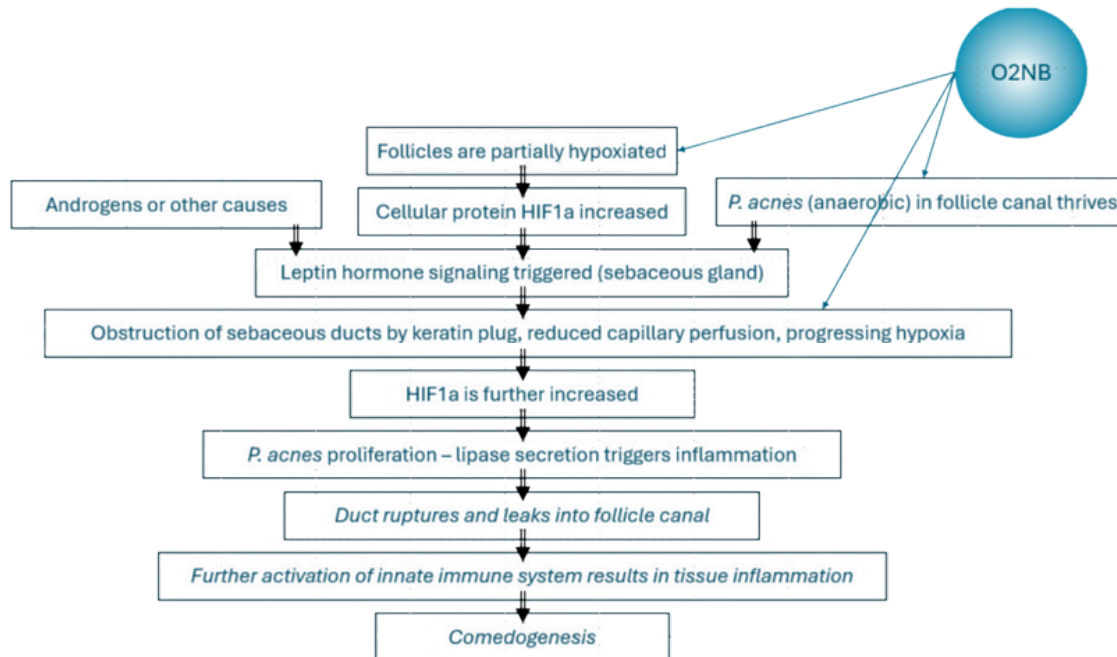 O2NB
Follicles are partially hypoxiated
Androgens or other causes
Cellular protein HIF1a increased
P. acnes (anaerobic) in follicle canal thrives
Leptin hormone signaling triggered (sebaceous gland)
Obstruction of sebaceous ducts by keratin plug, reduced capillary perfusion, progressing hypoxia
HIF1a is further increased
P. acnes proliferation – lipase secretion triggers inflammation
Duct ruptures and leaks into follicle canal
Further activation of innate immune system results in tissue inflammation
Comedogenesis